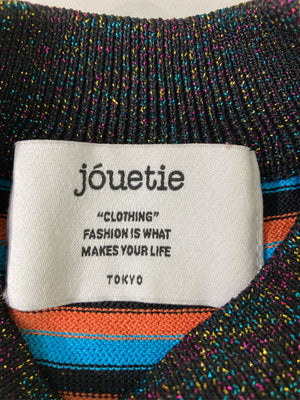 jóuetie
“CLOTHING”
FASHION IS WHAT
MAKES YOUR LIFE
TOKYO